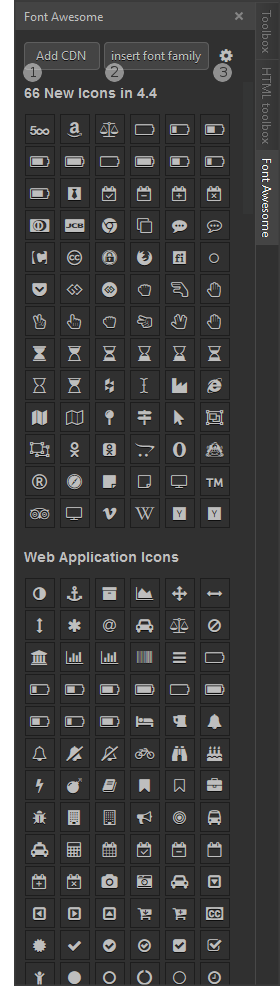 Font Awesome ×
Add CDN insert font family
1 2 3
66 New Icons in 4.4
Web Application Icons
Toolbox
HTML toolbox
Font Awesome